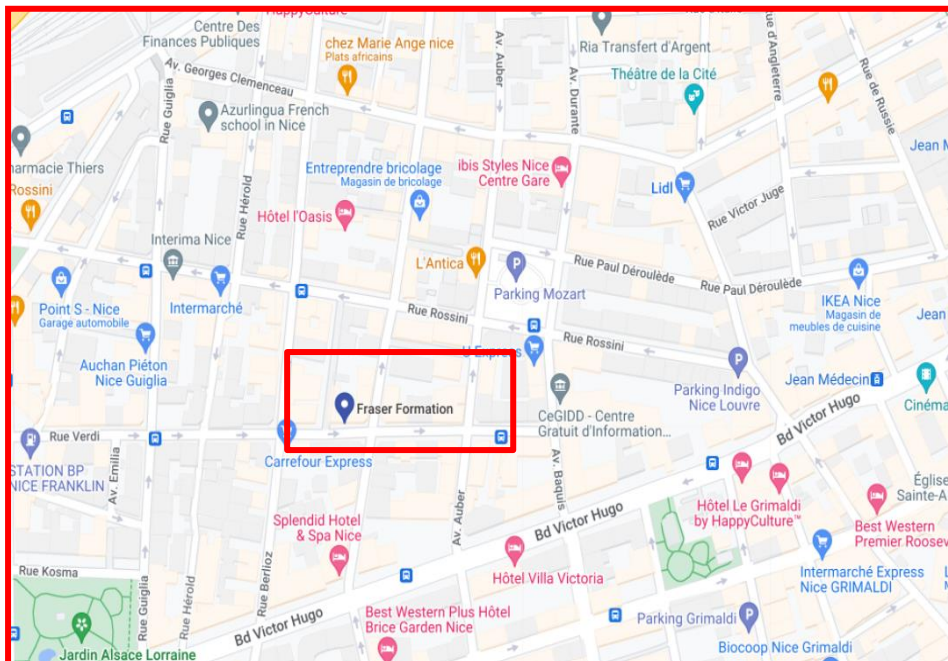 HappyCulture
Centre Des
Finances Publiques
chez Marie Ange nice
Plats africains
Av. Auber
Ria Transfert d'Argent
Rue d'Angleterre
Rue de Russie
Av. Georges Clemenceau
Rue Guiglia
Av. Durante
Théâtre de la Cité
Azurlingua French
school in Nice
Jean M
harmacie Thiers
Entreprendre bricolage
Magasin de bricolage
ibis Styles Nice
Centre Gare
Lidl
Rossini
Rue Hérold
Hôtel l'Oasis
Rue Victor Juge
Interima Nice
L'Antica
Parking Mozart
Rue Paul Déroulède
Rue Paul Déroulède
Point S - Nice
Garage automobile
Intermarché
Rue Rossini
IKEA Nice
Magasin de
meubles de cuisine
Jean
Auchan Piéton
Nice Guiglia
U Express
Rue Rossini
Parking Indigo
Nice Louvre
Jean Médecin
Fraser Formation
CeGIDD - Centre
Gratuit d'Information...
Bd Victor Hugo
Cinéma
Rue Verdi
Carrefour Express
STATION BP
NICE FRANKLIN
Av. Emilia
Av. Baquis
Église
Sainte-A
Hôtel Le Grimaldi
by HappyCulture™
Splendid Hotel
& Spa Nice
Av. Auber
Bd Victor Hugo
Best Western
Premier Roosev
Rue Kosma
Hôtel Villa Victoria
Intermarché Express
Nice GRIMALDI
Rue Guiglia
Rue Hérold
Rue Berlioz
Bd Victor Hugo
Best Western Plus Hôtel
Brice Garden Nice
Parking Grimaldi
Biocoop Nice Grimaldi
Jardin Alsace Lorraine